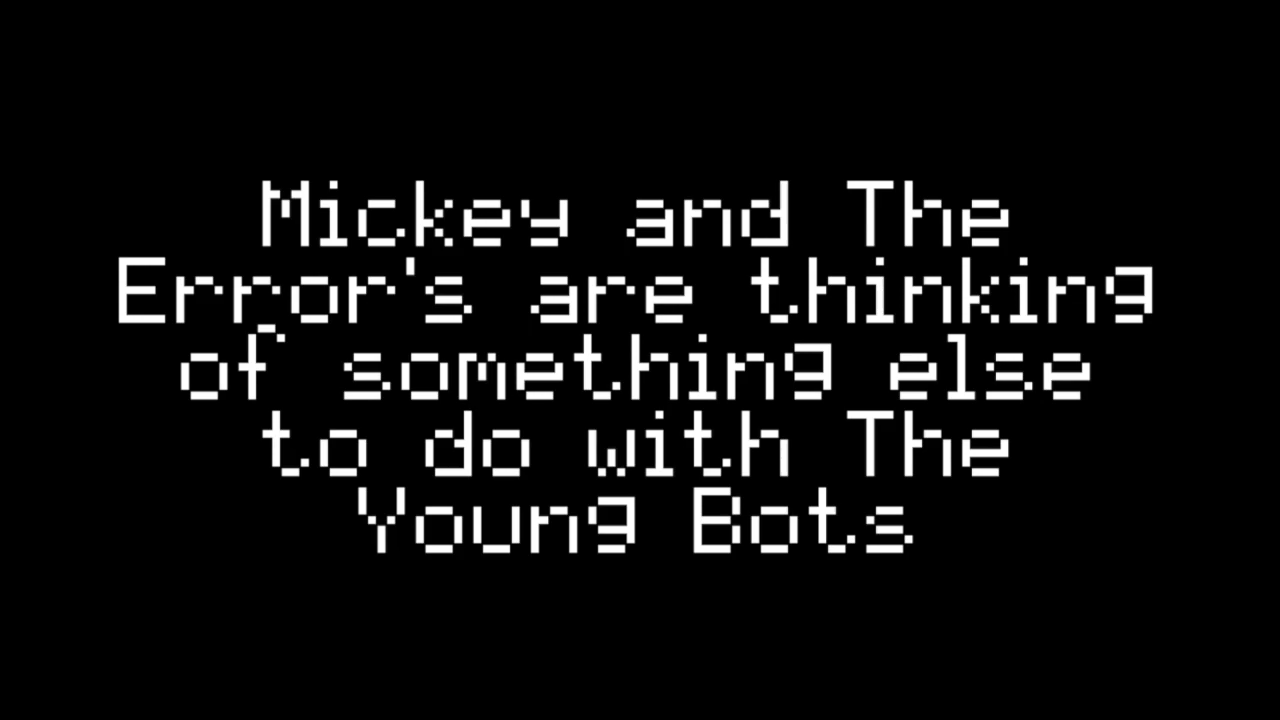 Mickey and The
Error's are thinking
of something else
to do with The
Young Bots